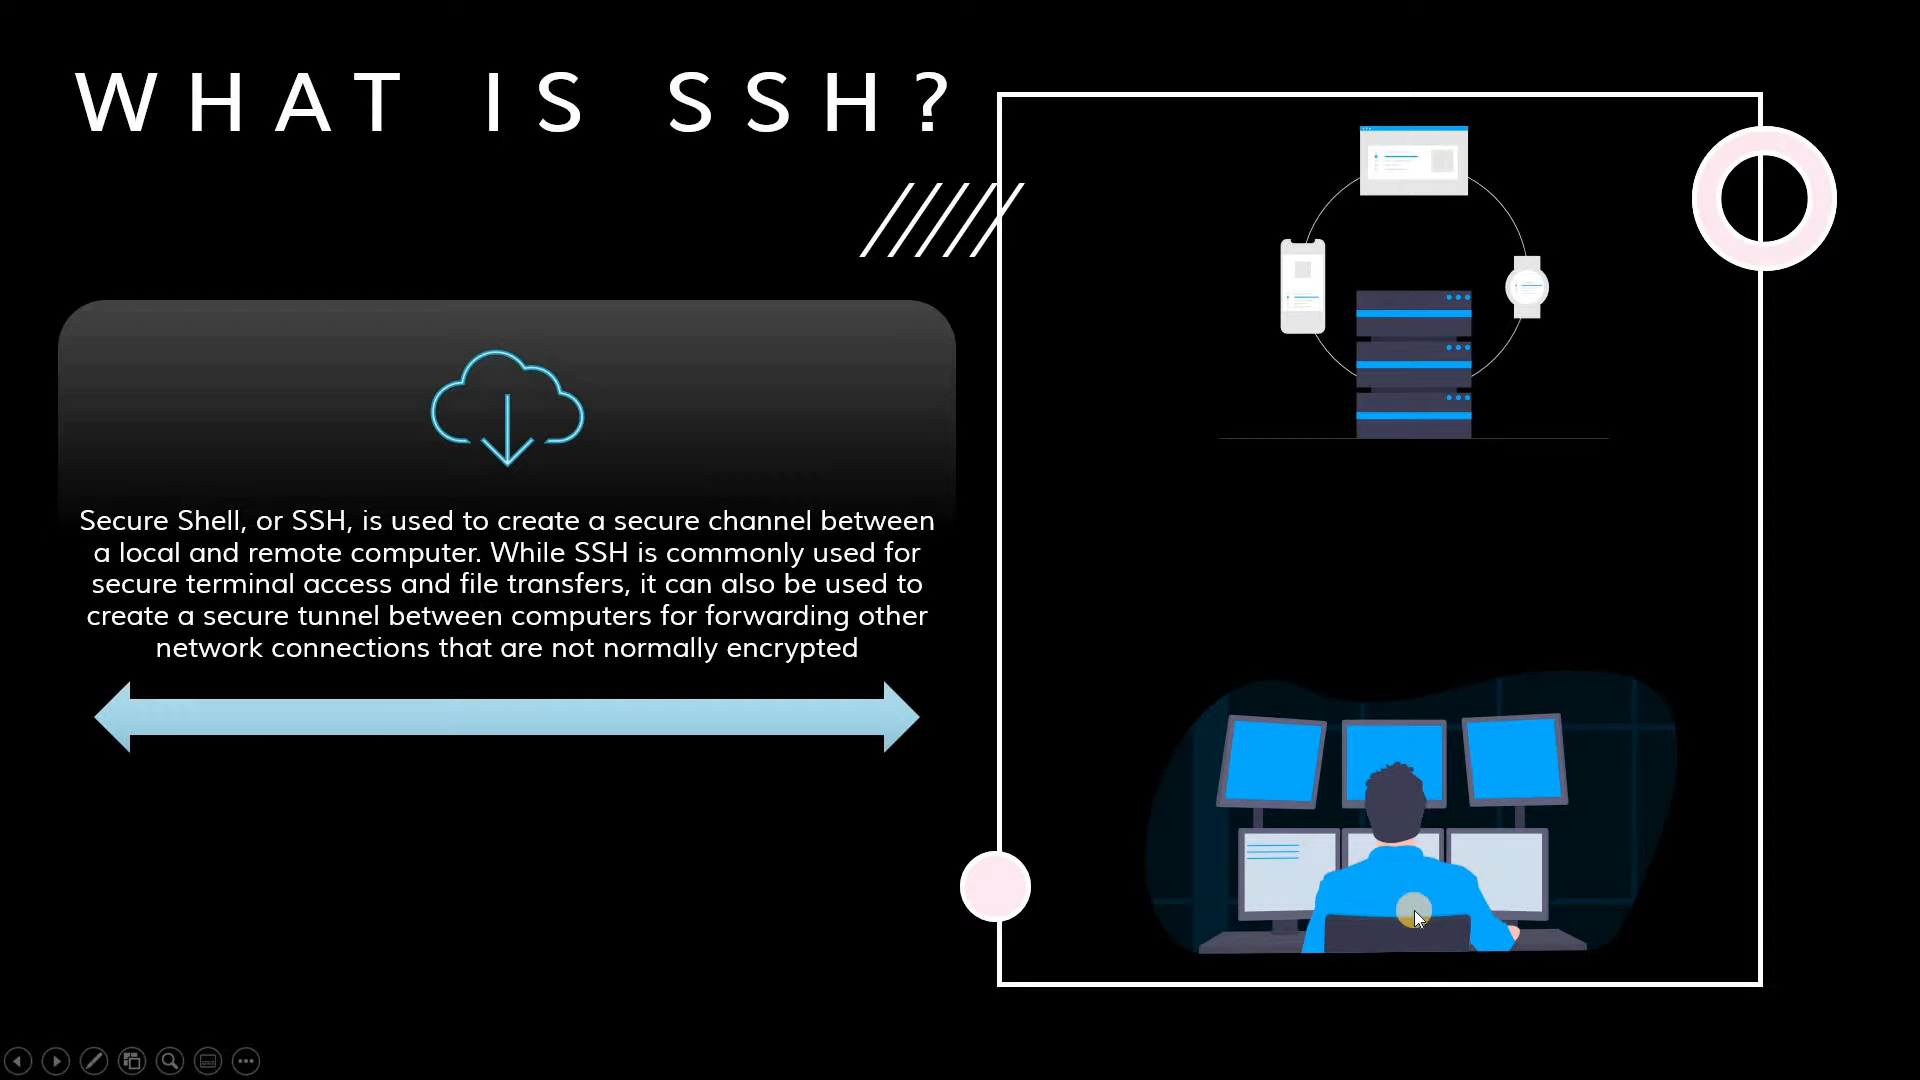 WHAT IS SSH?
Secure Shell, or SSH, is used to create a secure channel between
a local and remote computer. While SSH is commonly used for
secure terminal access and file transfers, it can also be used to
create a secure tunnel between computers for forwarding other
network connections that are not normally encrypted